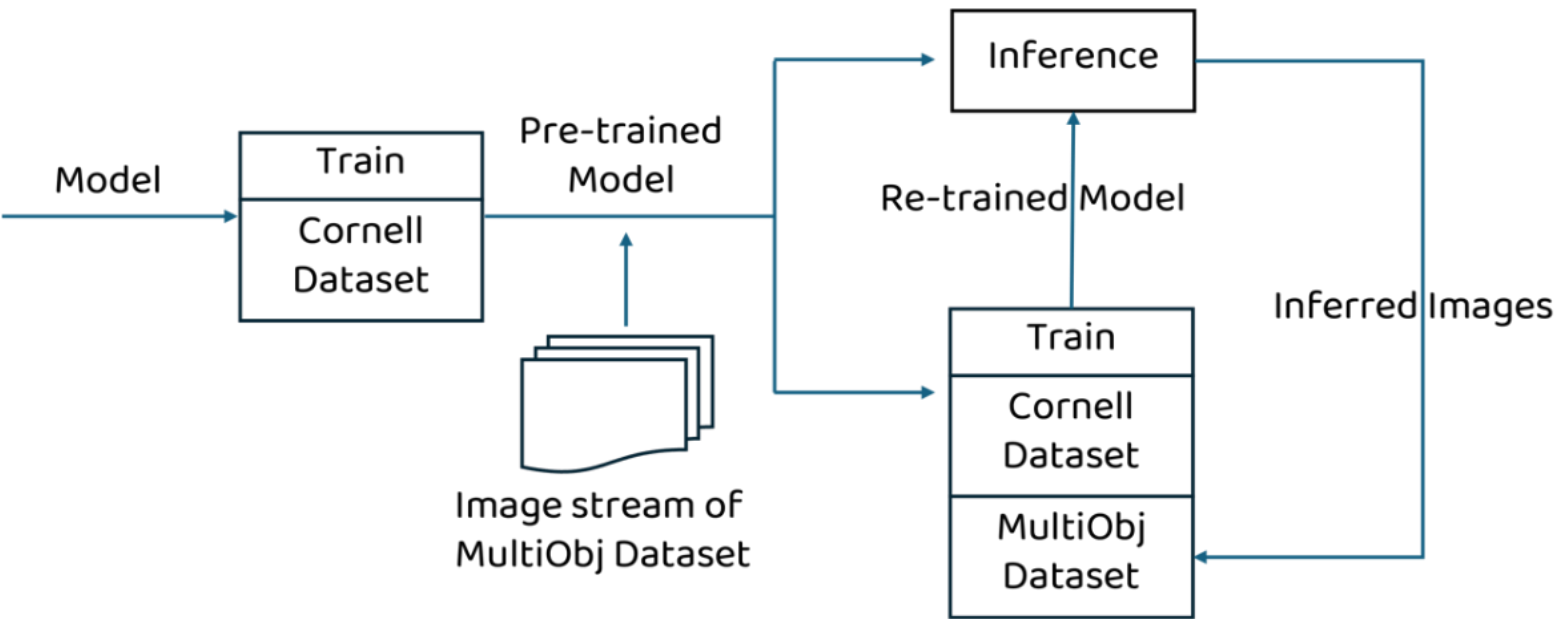 Model
Train
Cornell
Dataset
Pre-trained
Model
Image stream of
MultiObj Dataset
Inference
Re-trained Model
Train
Cornell
Dataset
MultiObj
Dataset
Inferred Images